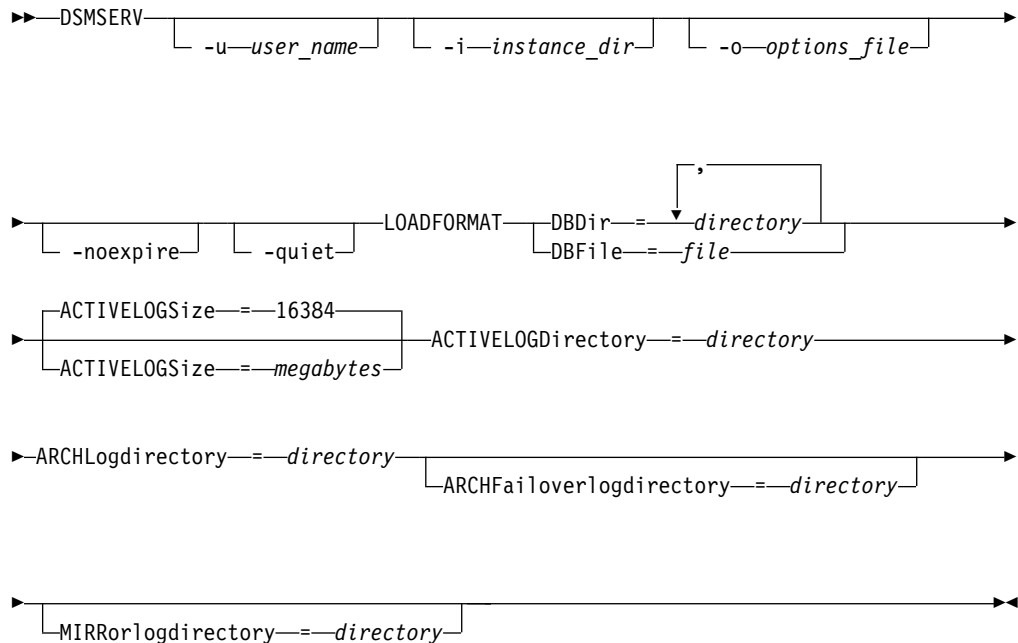 DSMSERV
-u user_name -i instance_dir -o options_file
,
LOADFORMAT DBDir = directory
-noexpire -quiet DBFile = file
ACTIVELOGSize = 16384
ACTIVELOGDirectory = directory
ACTIVELOGSize = megabytes
ARCHLogdirectory = directory
ARCHFailoverlogdirectory = directory
MIRRorlogdirectory = directory